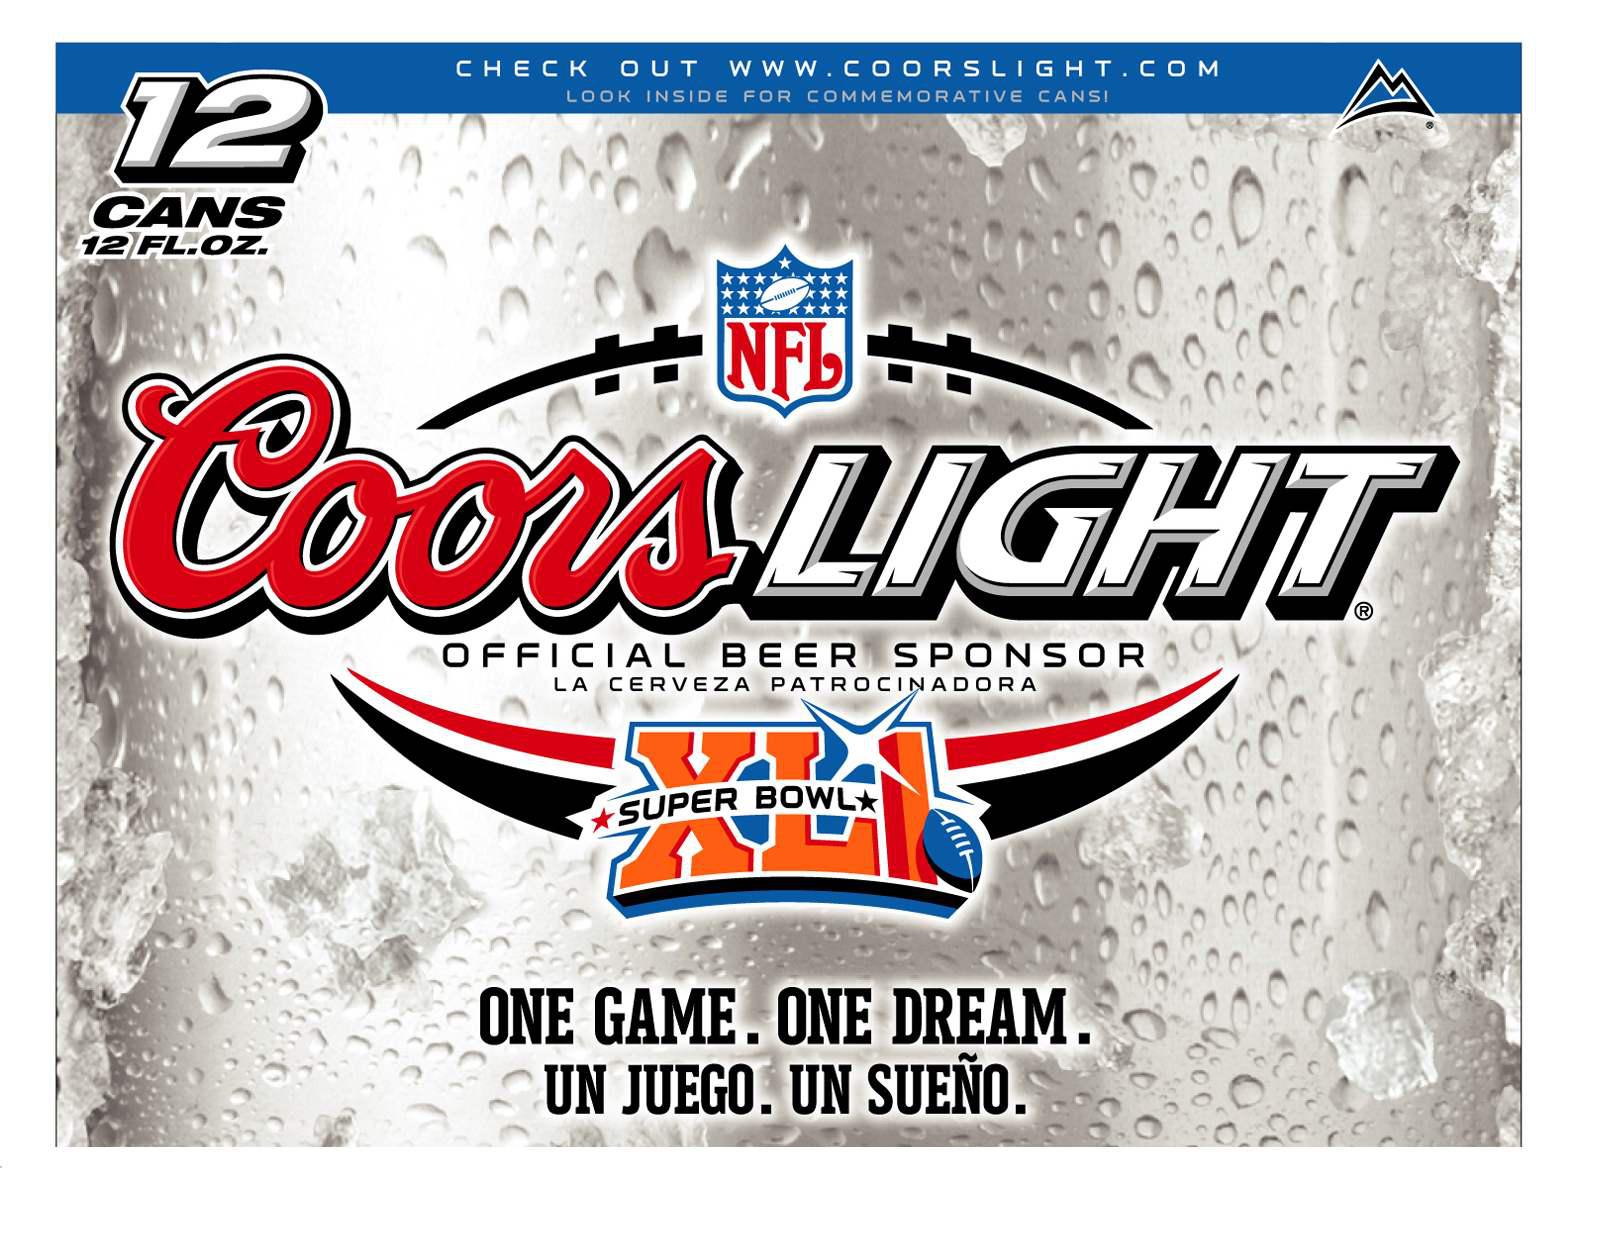 CHECK OUT WWW.COORSLIGHT.COM
LOOK INSIDE FOR COMMEMORATIVE CANS!
12
CANS
12 FL.OZ.
®
NFL
Coors LIGHT®
OFFICIAL BEER SPONSOR
LA CERVEZA PATROCINADORA
XLI
SUPER BOWL
ONE GAME. ONE DREAM.
UN JUEGO. UN SUEÑO.